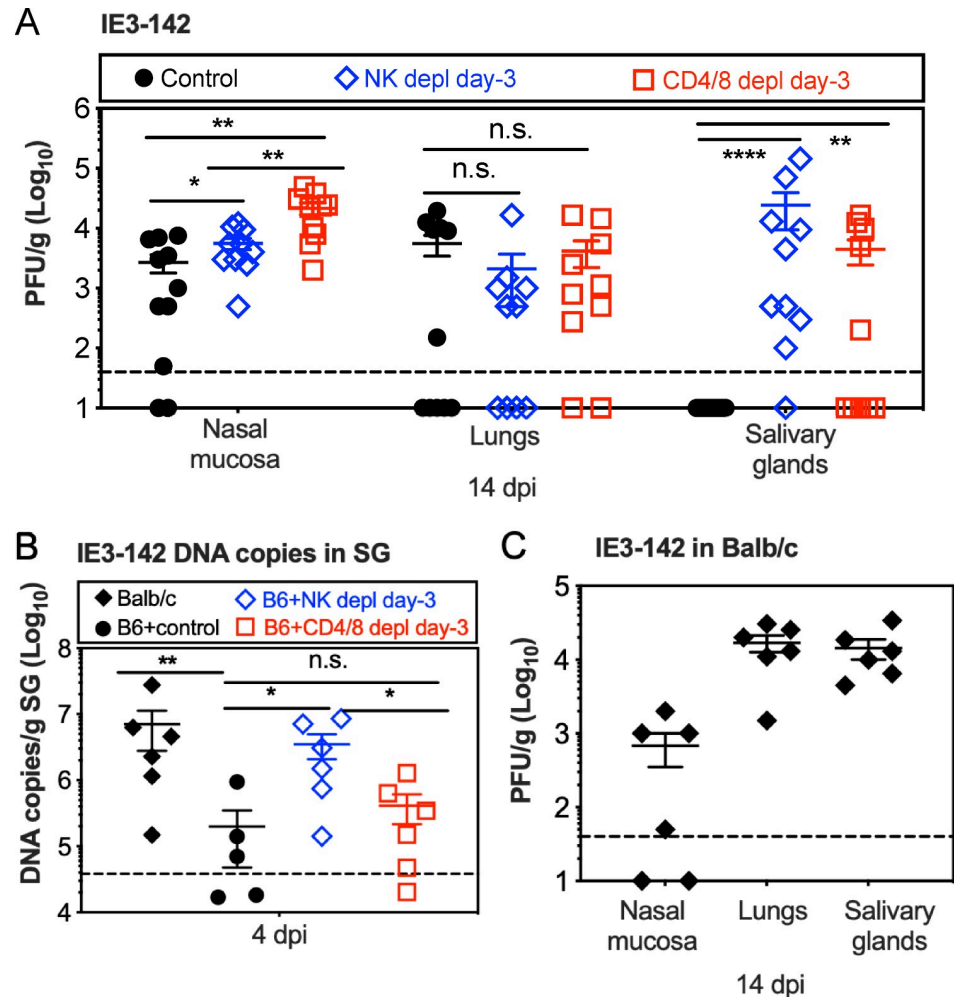 A
IE3-142
Control
NK depl day-3
CD4/8 depl day-3
PFU/g (Log10)
6
5
4
3
2
1
**
**
*
n.s.
n.s.
****
**
Nasal mucosa
Lungs
Salivary glands
14 dpi
B
IE3-142 DNA copies in SG
Balb/c
B6+NK depl day-3
B6+control
B6+CD4/8 depl day-3
DNA copies/g SG (Log10)
8
7
6
5
4
**
n.s.
*
*
4 dpi
C
IE3-142 in Balb/c
PFU/g (Log10)
5
4
3
2
1
Nasal mucosa
Lungs
Salivary glands
14 dpi